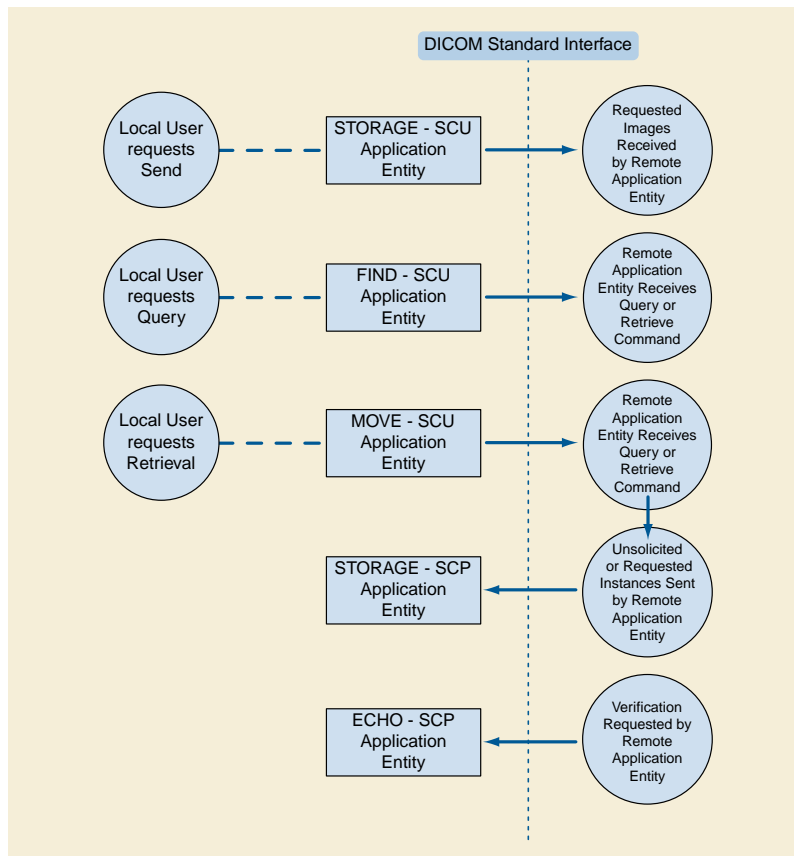 DICOM Standard Interface
Local User
requests
Send
STORAGE - SCU
Application
Entity
Requested
Images
Received
by Remote
Application
Entity
Local User
requests
Query
FIND - SCU
Application
Entity
Remote
Application
Entity Receives
Query or
Retrieve
Command
Local User
requests
Retrieval
MOVE - SCU
Application
Entity
Remote
Application
Entity Receives
Query or
Retrieve
Command
STORAGE - SCP
Application
Entity
Unsolicited
or Requested
Instances Sent
by Remote
Application
Entity
ECHO - SCP
Application
Entity
Verification
Requested by
Remote
Application
Entity